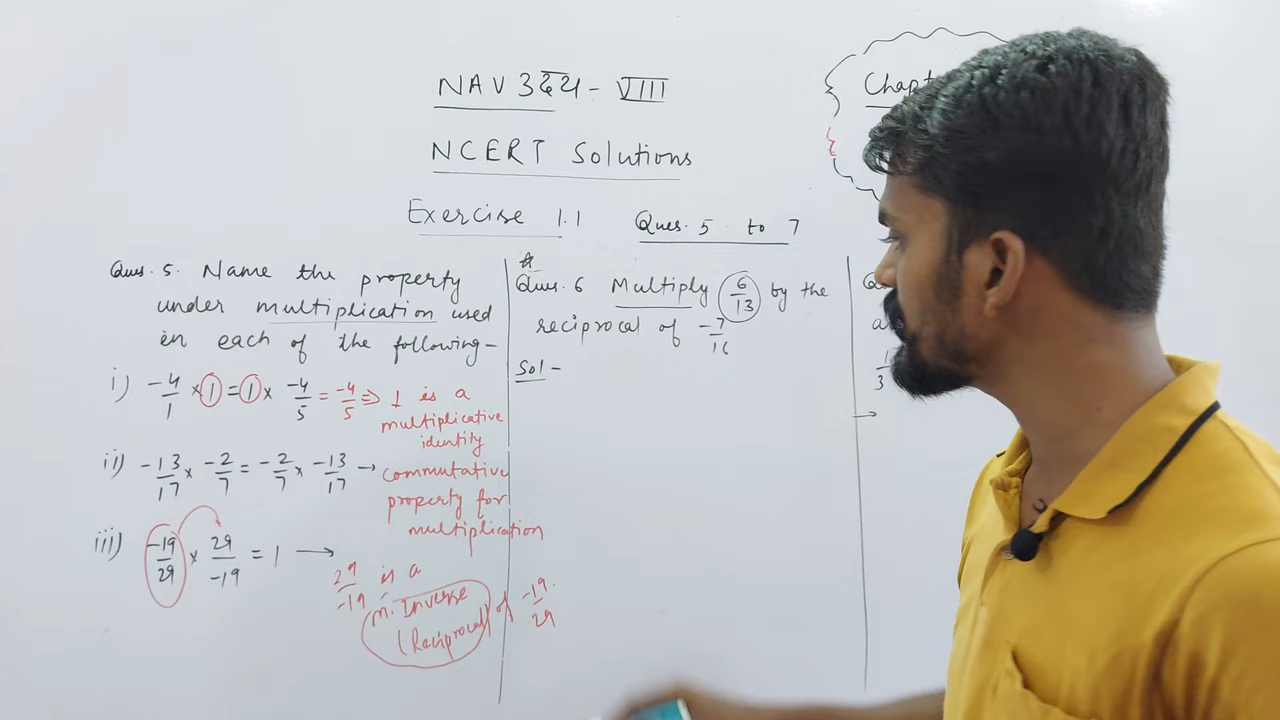 NAV3थथथ - VIII
NCERT Solutions
Exercise 1.1 Ques. 5 to 7
Ques. 5. Name the property
under multiplication used
in each of the following -
i) -4/1 × 1 = 1 × -4/5 = -4/5 ⇒ 1 is a
multiplicative
identity
ii) -13/17 × -2/7 = -2/7 × -13/17 → commutative
property for
multiplication
iii) -19/29 × 29/-19 = 1 →
29/-19 is a
m. Inverse
(Reciprocal) of -19/29
Ques. 6 Multiply 6/13 by the
reciprocal of -7/16
Sol -
1/3